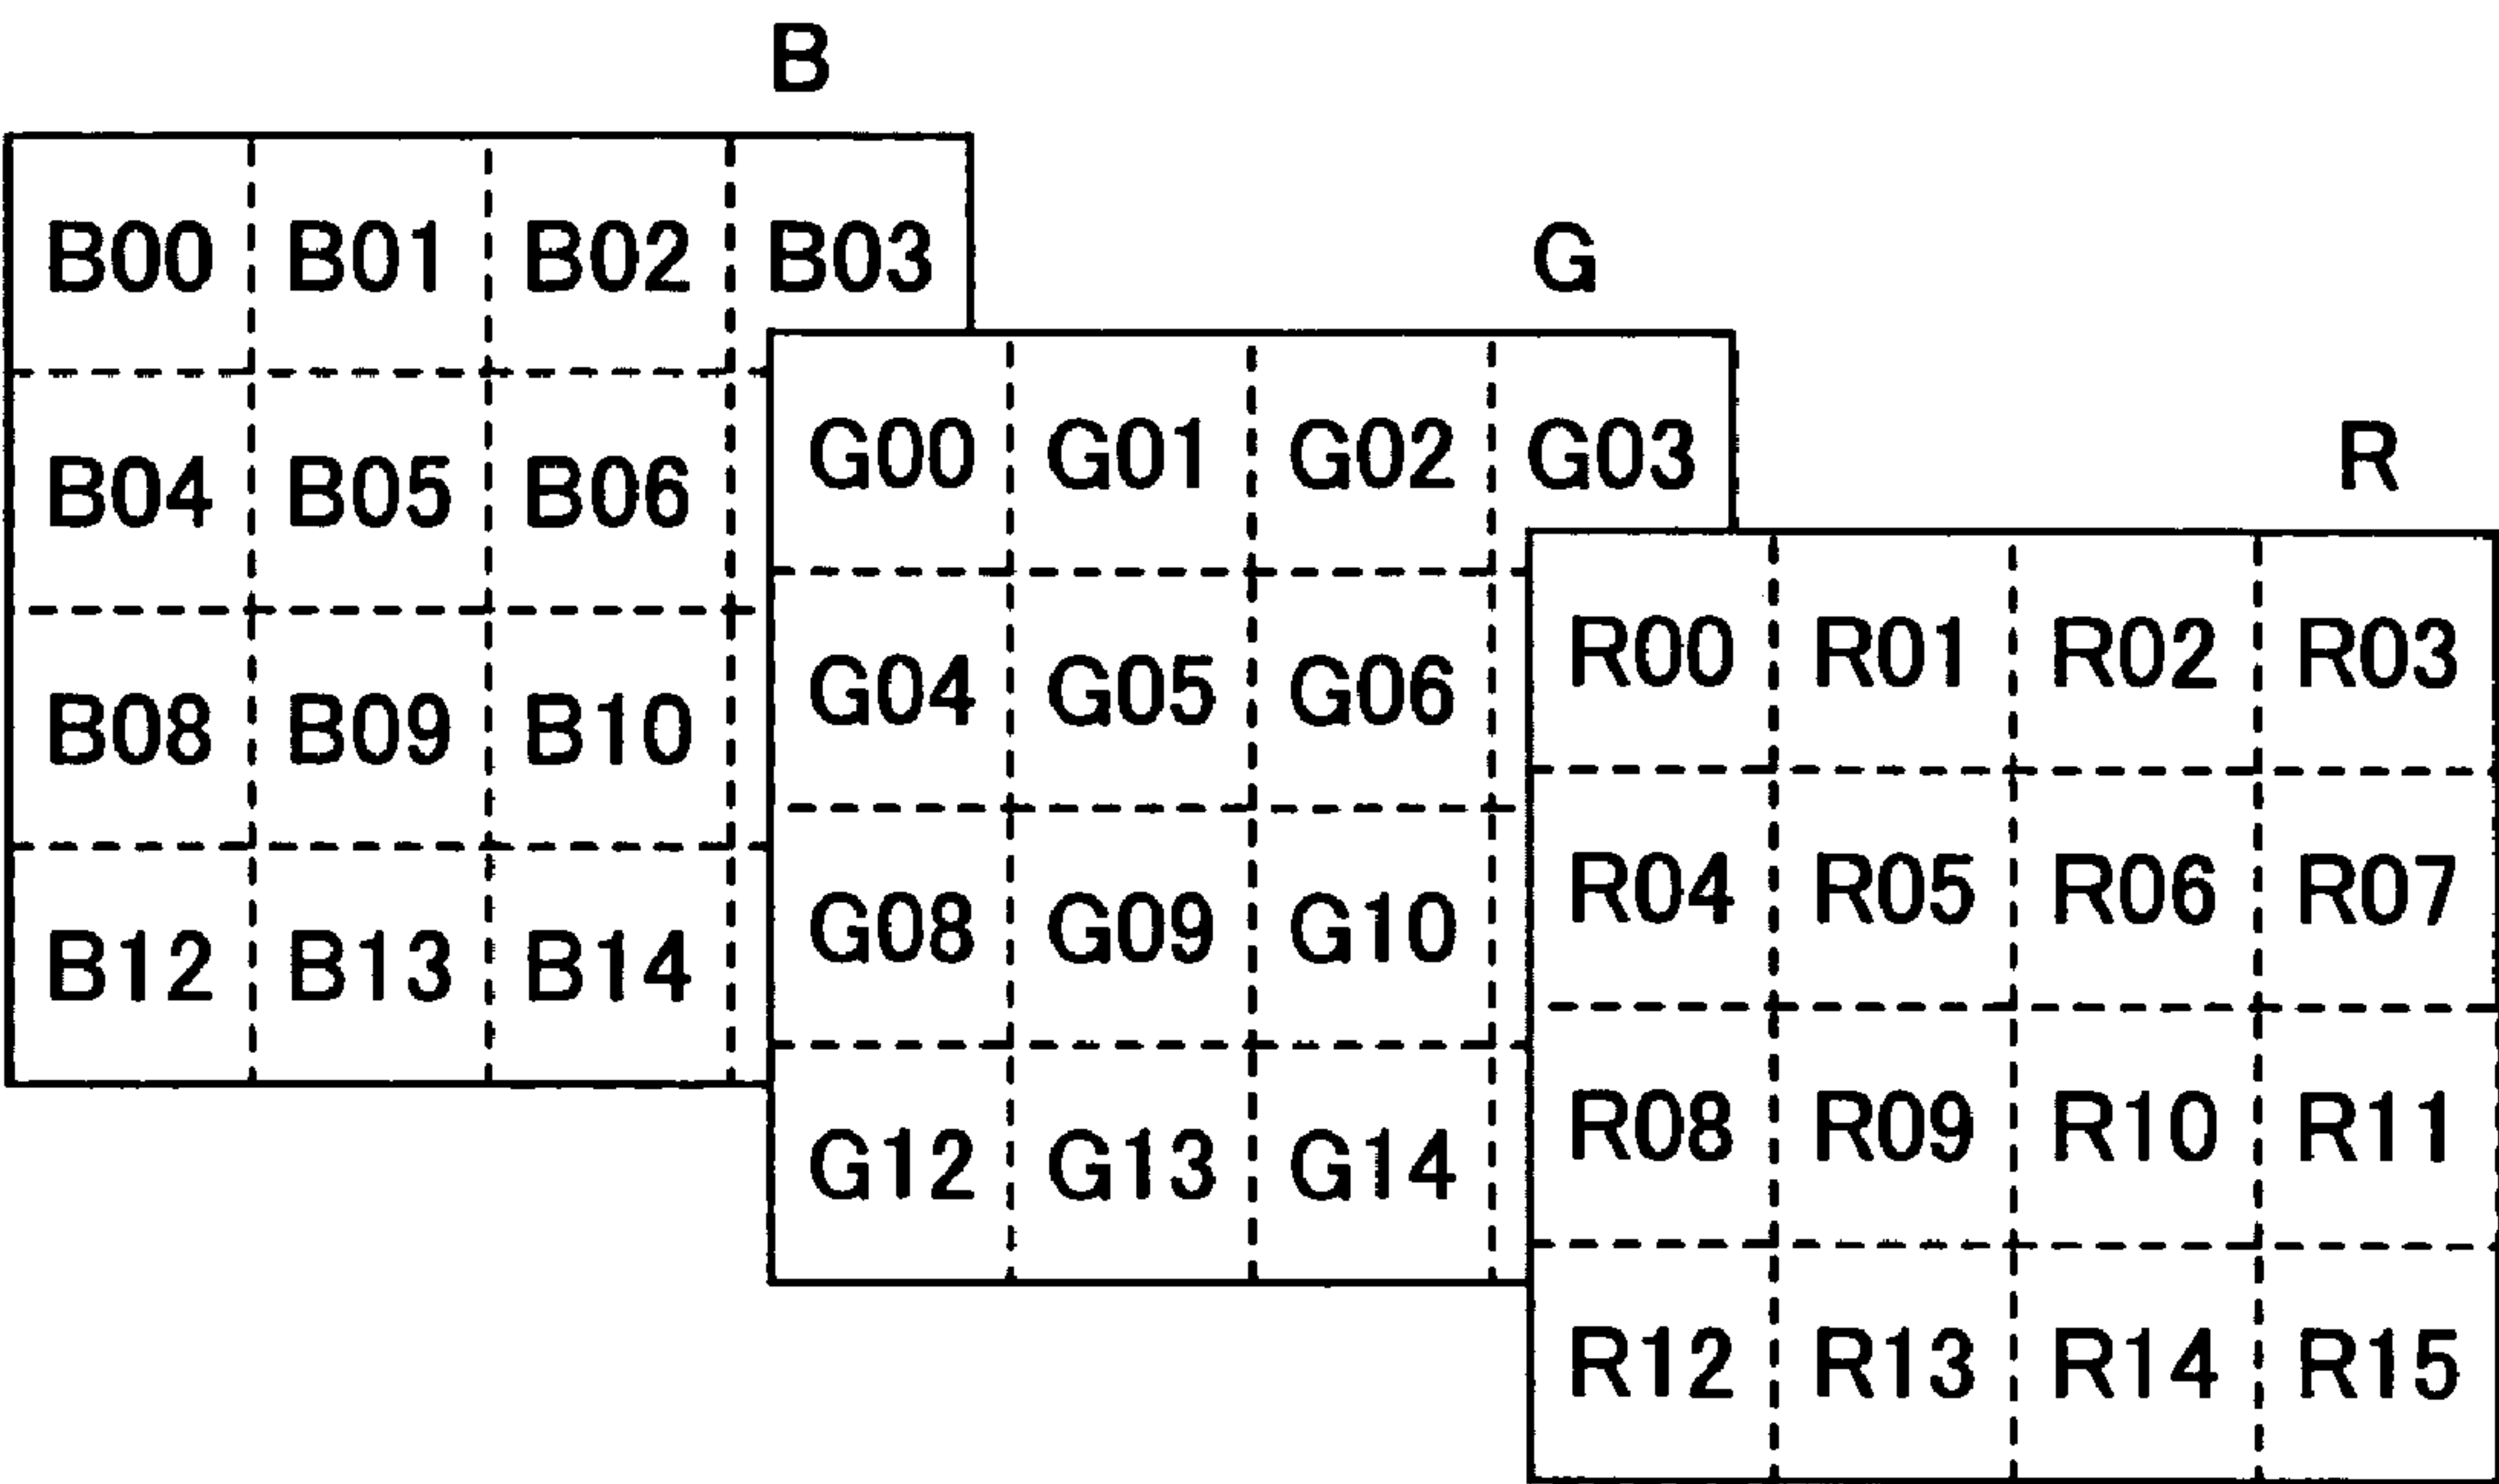 B
B00 B01 B02 B03
B04 B05 B06
B08 B09 B10
B12 B13 B14
G
G00 G01 G02 G03
G04 G05 G06
G08 G09 G10
G12 G13 G14
R
R00 R01 R02 R03
R04 R05 R06 R07
R08 R09 R10 R11
R12 R13 R14 R15